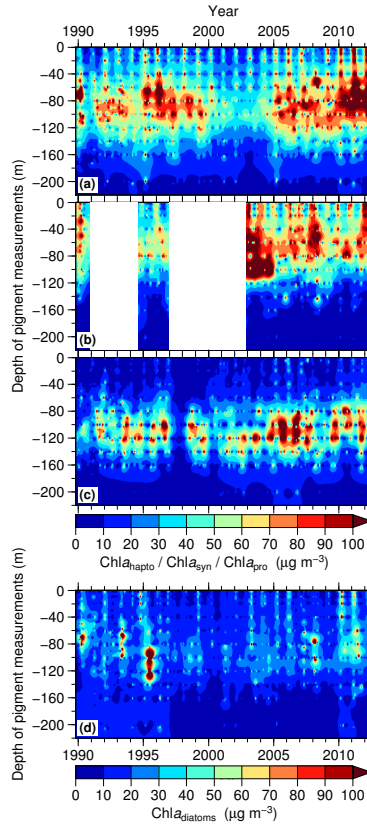 Year
1990 1995 2000 2005 2010
0
−40
−80
−120
−160
−200
(a)
0
−40
−80
−120
−160
−200
(b)
0
−40
−80
−120
−160
−200
(c)
Depth of pigment measurements (m)
0 10 20 30 40 50 60 70 80 90 100
Chlahapto / Chlasyn / Chlapro (µg m−3)
0
−40
−80
−120
−160
−200
(d)
Depth of pigment measurements (m)
1990 1995 2000 2005 2010
0 10 20 30 40 50 60 70 80 90 100
Chladiatoms (µg m−3)